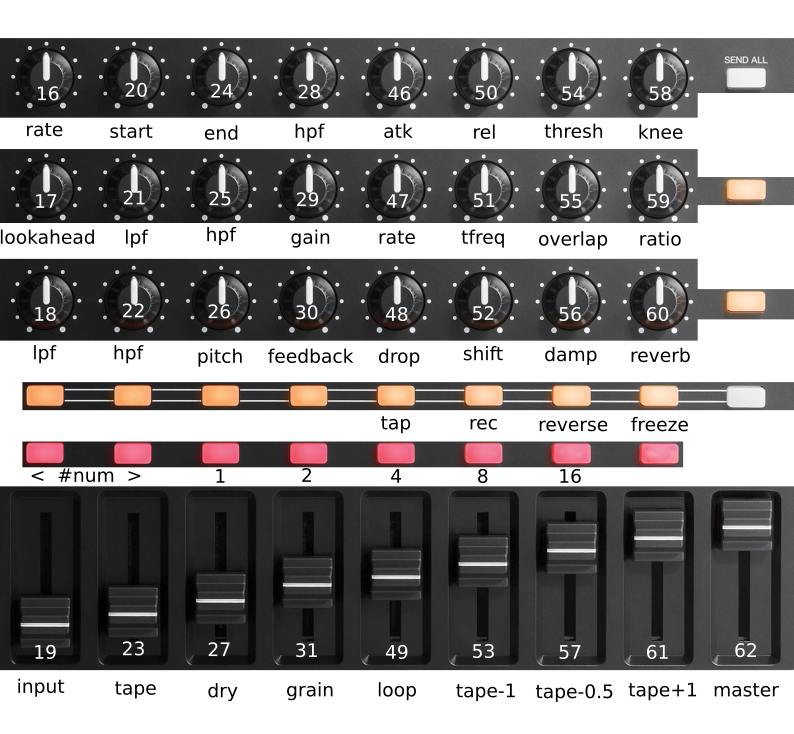 SEND ALL
16 20 24 28 46 50 54 58
rate start end hpf atk rel thresh knee
17 21 25 29 47 51 55 59
lookahead lpf hpf gain rate tfreq overlap ratio
18 22 26 30 48 52 56 60
lpf hpf pitch feedback drop shift damp reverb
tap rec reverse freeze
< #num > 1 2 4 8 16
19 23 27 31 49 53 57 61 62
input tape dry grain loop tape-1 tape-0.5 tape+1 master